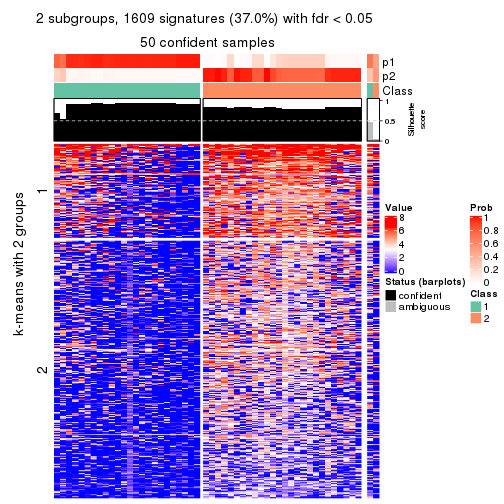 2 subgroups, 1609 signatures (37.0%) with fdr < 0.05
50 confident samples
p1
p2
Class
1
0.5
0
Silhouette
score
k-means with 2 groups
1
2
Value
8
6
4
2
0
Status (barplots)
confident
ambiguous
Prob
1
0.8
0.6
0.4
0.2
0
Class
1
2